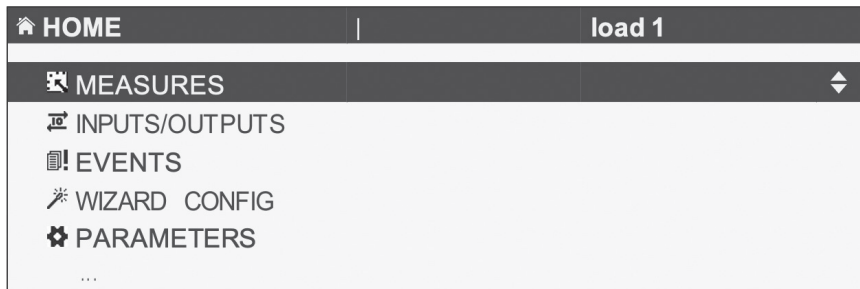 HOME | load 1
MEASURES
INPUTS/OUTPUTS
EVENTS
WIZARD CONFIG
PARAMETERS
...